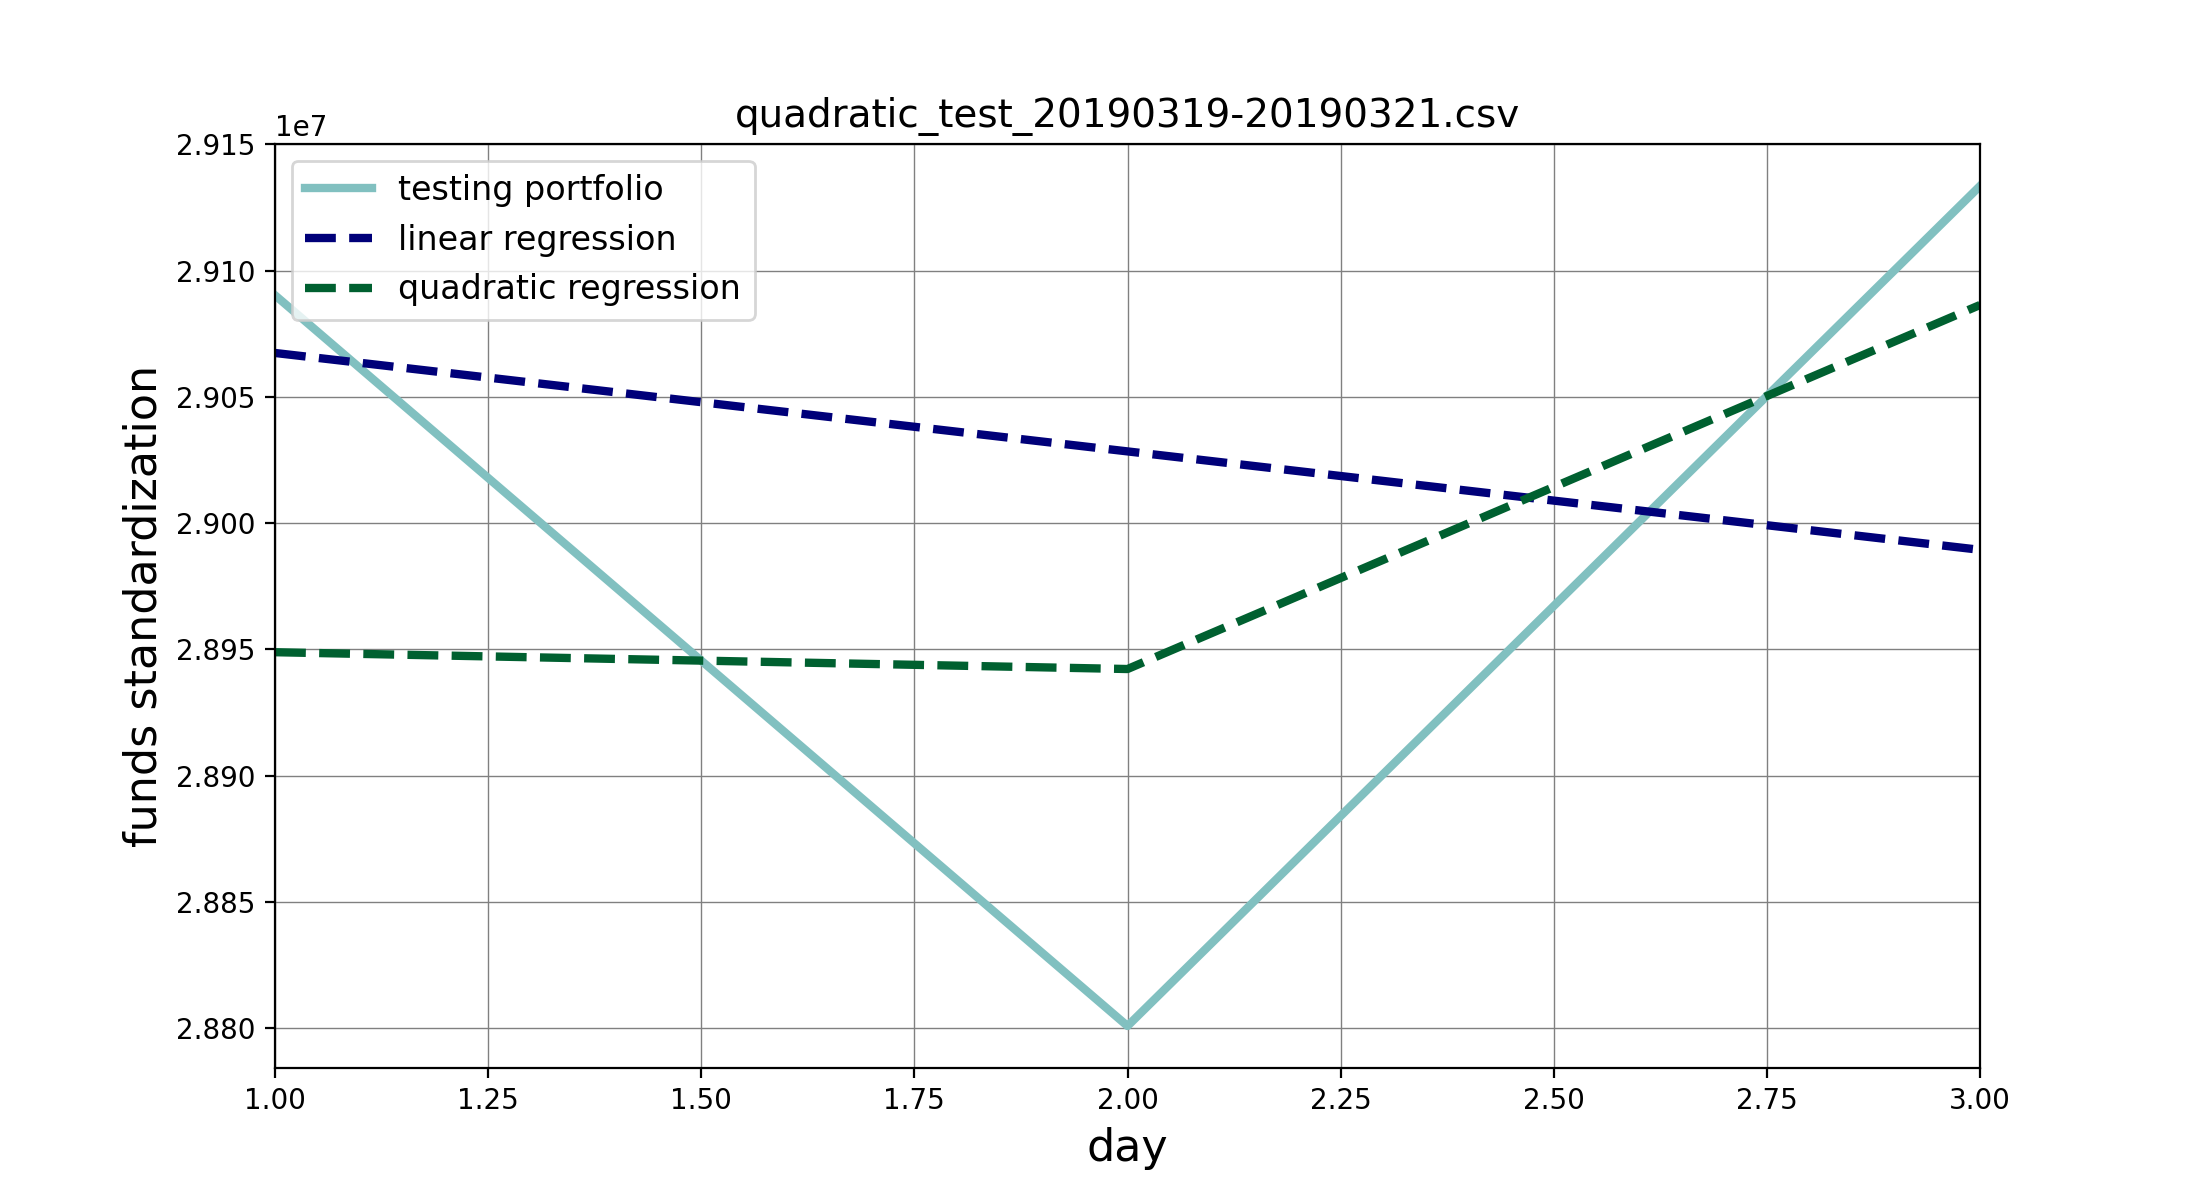 quadratic_test_20190319-20190321.csv
1e7
2.915
2.910
2.905
2.900
2.895
2.890
2.885
2.880
funds standardization
testing portfolio
linear regression
quadratic regression
1.00 1.25 1.50 1.75 2.00 2.25 2.50 2.75 3.00
day